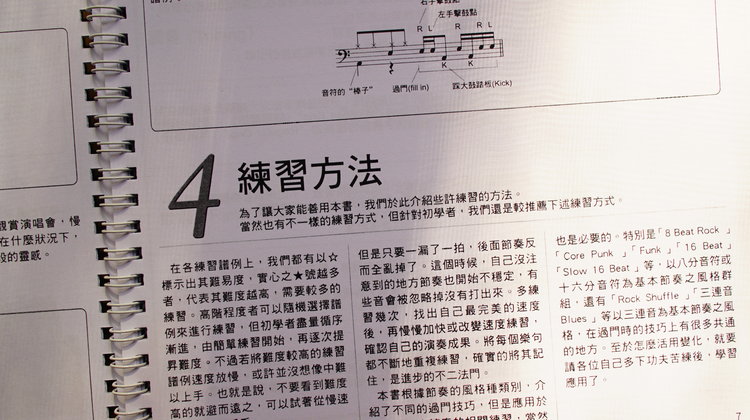 右手擊鼓點
左手擊鼓點
R L R R L
K K
音符的“棒子” 過門(fill in) 踩大鼓踏板(Kick)
觀賞演唱會，慢
在什麼狀況下，
段的靈感。
4 練習方法
為了讓大家能善用本書，我們於此介紹些許練習的方法。
當然也有不一樣的練習方式，但針對初學者，我們還是較推薦下述練習方式。
在各練習譜例上，我們都有以☆
標示出其難易度，實心之★號越多
者，代表其難度越高，需要較多的
練習。高階程度者可以隨機選擇譜
例來進行練習，但初學者盡量循序
漸進，由簡單練習開始，再逐次提
昇難度。不過若將難度較高的練習
譜例速度放慢，或許並沒想像中難
以上手。也就是說，不要看到難度
高的就避而遠之，可以試著從慢速
但是只要一漏了一拍，後面節奏反
而全亂掉了。這個時候，自己沒注
意到的地方節奏也開始不穩定，有
些音會被忽略掉沒有打出來。多練
習幾次，找出自己最完美的速度
後，再慢慢加快或改變速度練習，
確認自己的演奏成果。將每個樂句
都不斷地重複練習，確實的將其記
住，是進步的不二法門。
本書根據節奏的風格種類別，介
紹了不同的過門技巧，但是應用於
也是必要的。特別是「8 Beat Rock」
「Core Punk」「Funk」「16 Beat」
「Slow 16 Beat」等，以八分音符或
十六分音符為基本節奏之風格群
組，還有「Rock Shuffle」「三連音
Blues」等以三連音為基本節奏之風
格，在過門時的技巧上有很多共通
的地方。至於怎麼活用變化，就要
請各位自己多下功夫苦練後，學習
應用了。